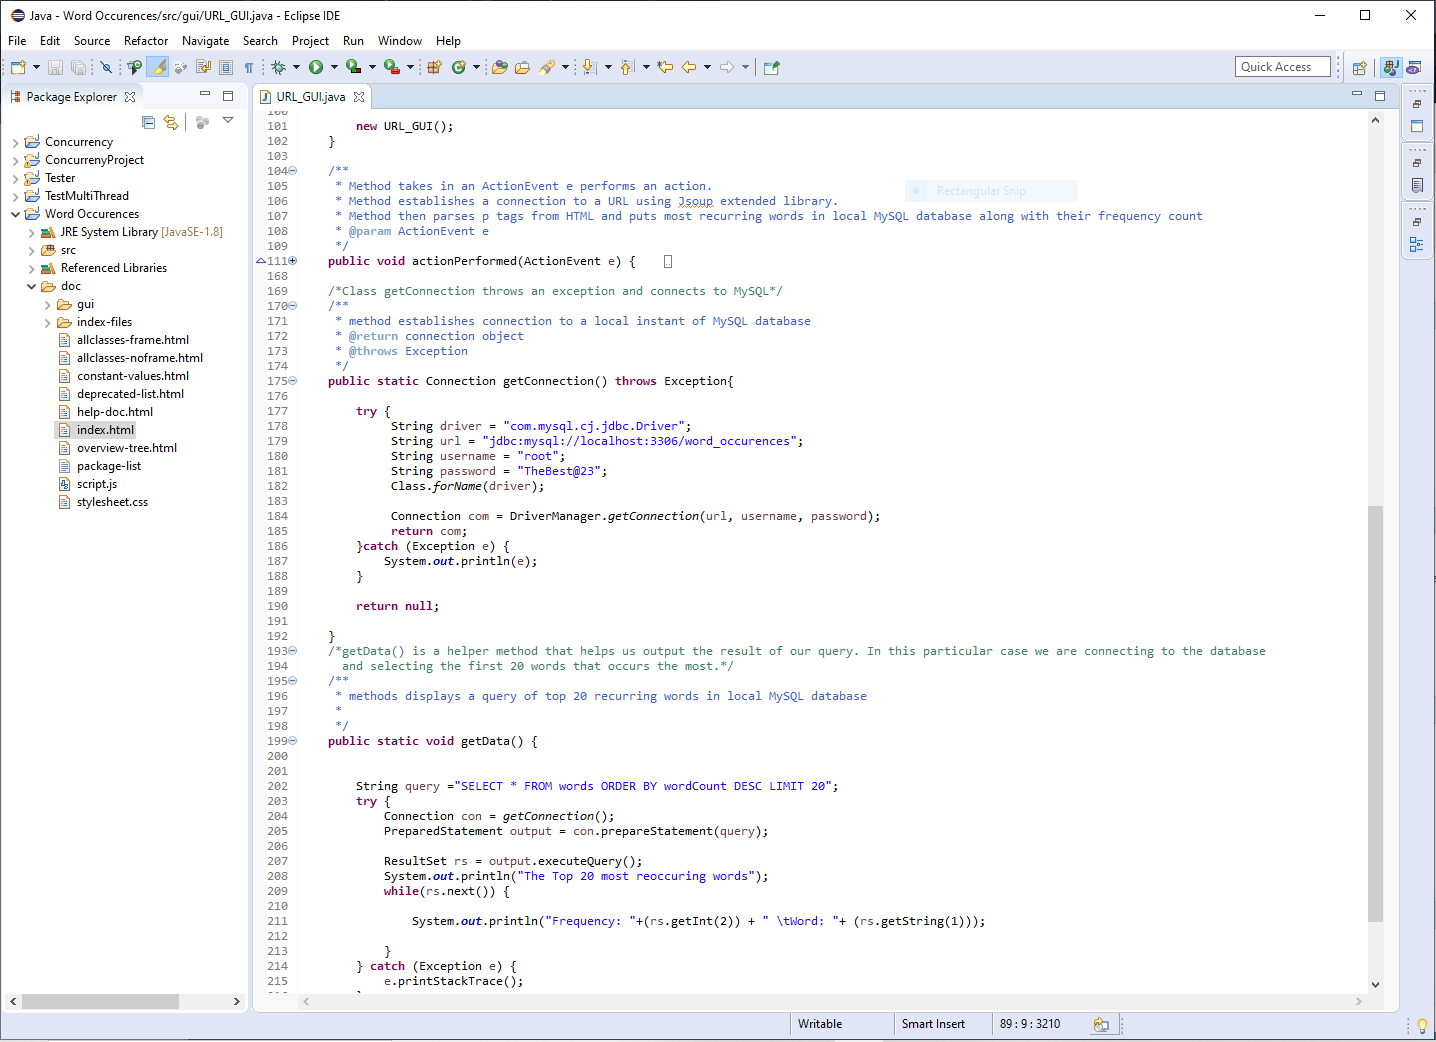 Java - Word Occurences/src/gui/URL_GUI.java - Eclipse IDE
File Edit Source Refactor Navigate Search Project Run Window Help
Quick Access
Package Explorer
URL_GUI.java
Concurrency
ConcurrenyProject
Tester
TestMultiThread
Word Occurences
JRE System Library [JavaSE-1.8]
src
Referenced Libraries
doc
gui
index-files
allclasses-frame.html
allclasses-noframe.html
constant-values.html
deprecated-list.html
help-doc.html
index.html
overview-tree.html
package-list
script.js
stylesheet.css
100
101 new URL_GUI();
102 }
103
104 /**
105 * Method takes in an ActionEvent e performs an action.
Rectangular Snip
106 * Method establishes a connection to a URL using Jsoup extended library.
107 * Method then parses p tags from HTML and puts most recurring words in local MySQL database along with their frequency count
108 * @param ActionEvent e
109 */
111 public void actionPerformed(ActionEvent e) {
168
169 /*Class getConnection throws an exception and connects to MySQL*/
170 /**
171 * method establishes connection to a local instant of MySQL database
172 * @return connection object
173 * @throws Exception
174 */
175 public static Connection getConnection() throws Exception{
176
177 try {
178 String driver = "com.mysql.cj.jdbc.Driver";
179 String url = "jdbc:mysql://localhost:3306/word_occurences";
180 String username = "root";
181 String password = "TheBest@23";
182 Class.forName(driver);
183
184 Connection com = DriverManager.getConnection(url, username, password);
185 return com;
186 }catch (Exception e) {
187 System.out.println(e);
188 }
189
190 return null;
191
192 }
193 /*getData() is a helper method that helps us output the result of our query. In this particular case we are connecting to the database
194 and selecting the first 20 words that occurs the most.*/
195 /**
196 * methods displays a query of top 20 recurring words in local MySQL database
197 *
198 */
199 public static void getData() {
200
201
202 String query ="SELECT * FROM words ORDER BY wordCount DESC LIMIT 20";
203 try {
204 Connection con = getConnection();
205 PreparedStatement output = con.prepareStatement(query);
206
207 ResultSet rs = output.executeQuery();
208 System.out.println("The Top 20 most reoccuring words");
209 while(rs.next()) {
210
211 System.out.println("Frequency: "+(rs.getInt(2)) + " \tWord: "+ (rs.getString(1)));
212
213 }
214 } catch (Exception e) {
215 e.printStackTrace();
Writable Smart Insert 89 : 9 : 3210